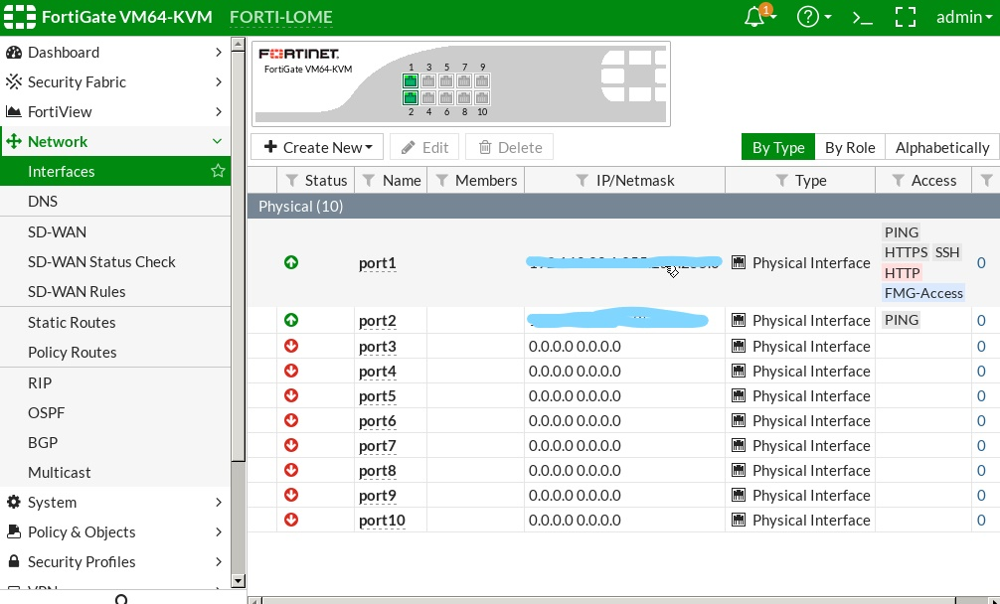 FortiGate VM64-KVM FORTI-LOME 1 admin
Dashboard
Security Fabric
FortiView
Network
Interfaces
DNS
SD-WAN
SD-WAN Status Check
SD-WAN Rules
Static Routes
Policy Routes
RIP
OSPF
BGP
Multicast
System
Policy & Objects
Security Profiles
FORTINET
FortiGate VM64-KVM
1 3 5 7 9
2 4 6 8 10
Create New Edit Delete By Type By Role Alphabetically
Status Name Members IP/Netmask Type Access
Physical (10)
port1 Physical Interface PING HTTPS SSH HTTP FMG-Access 0
port2 Physical Interface PING 0
port3 0.0.0.0 0.0.0.0 Physical Interface 0
port4 0.0.0.0 0.0.0.0 Physical Interface 0
port5 0.0.0.0 0.0.0.0 Physical Interface 0
port6 0.0.0.0 0.0.0.0 Physical Interface 0
port7 0.0.0.0 0.0.0.0 Physical Interface 0
port8 0.0.0.0 0.0.0.0 Physical Interface 0
port9 0.0.0.0 0.0.0.0 Physical Interface 0
port10 0.0.0.0 0.0.0.0 Physical Interface 0